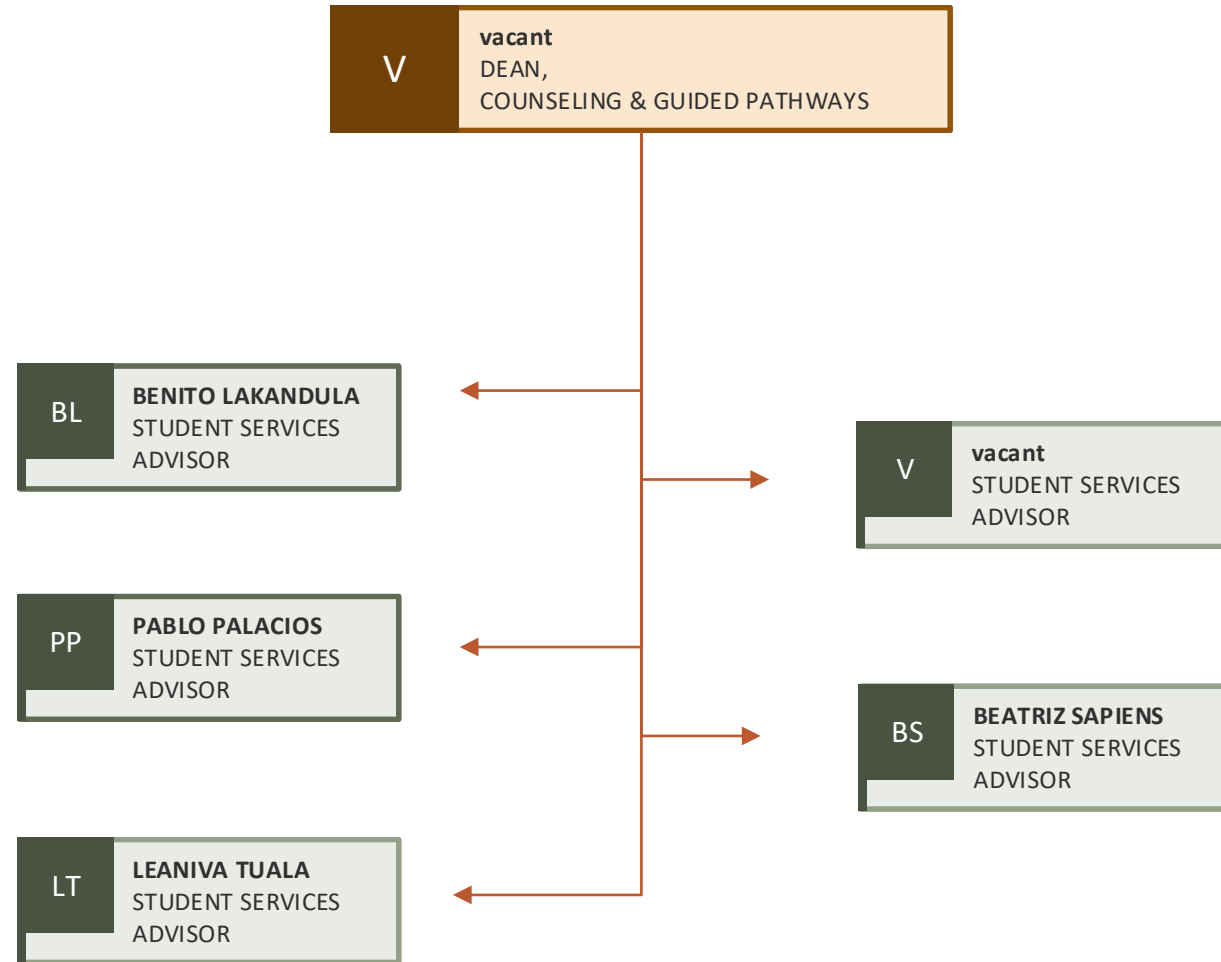 V
vacant
DEAN,
COUNSELING & GUIDED PATHWAYS
BL
BENITO LAKANDULA
STUDENT SERVICES
ADVISOR
V
vacant
STUDENT SERVICES
ADVISOR
PP
PABLO PALACIOS
STUDENT SERVICES
ADVISOR
BS
BEATRIZ SAPIENS
STUDENT SERVICES
ADVISOR
LT
LEANIVA TUALA
STUDENT SERVICES
ADVISOR